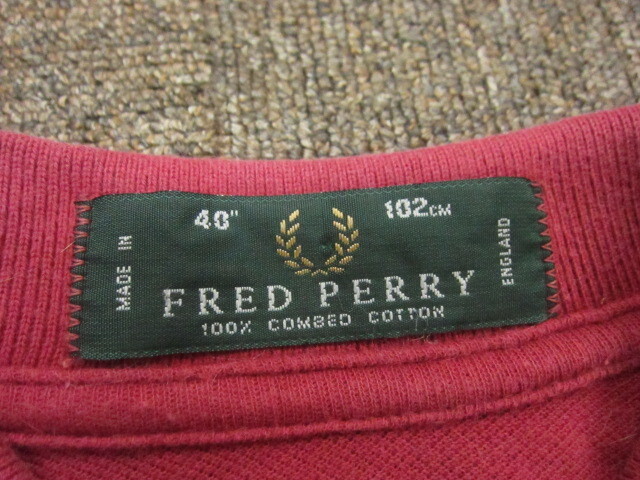 40" 102CM
MADE IN
ENGLAND
FRED PERRY
100% COMBED COTTON